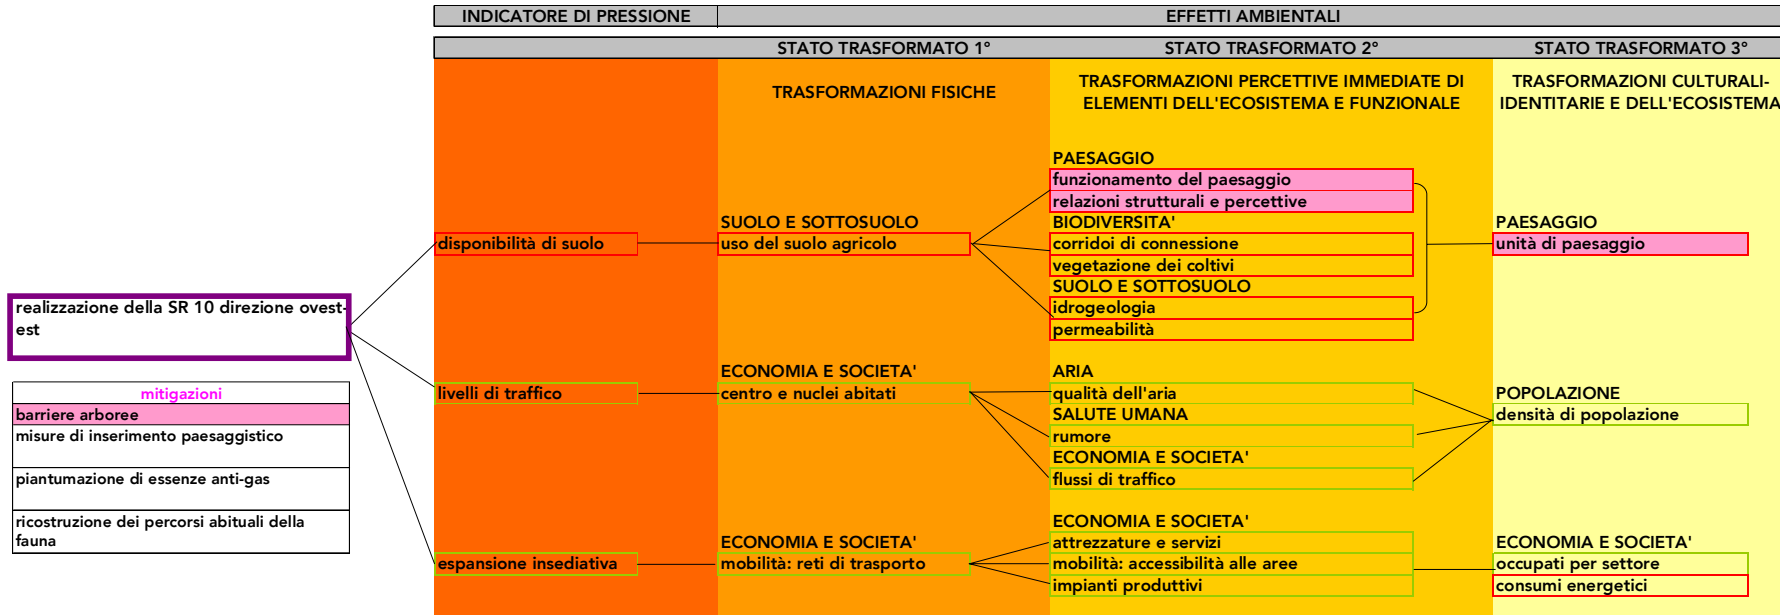 INDICATORE DI PRESSIONE
EFFETTI AMBIENTALI
STATO TRASFORMATO 1°
STATO TRASFORMATO 2°
STATO TRASFORMATO 3°
TRASFORMAZIONI FISICHE
TRASFORMAZIONI PERCETTIVE IMMEDIATE DI
ELEMENTI DELL'ECOSISTEMA E FUNZIONALE
TRASFORMAZIONI CULTURALI-
IDENTITARIE E DELL'ECOSISTEMA
realizzazione della SR 10 direzione ovest-
est
mitigazioni
barriere arboree
misure di inserimento paesaggistico
piantumazione di essenze anti-gas
ricostruzione dei percorsi abituali della
fauna
disponibilità di suolo
SUOLO E SOTTOSUOLO
uso del suolo agricolo
PAESAGGIO
funzionamento del paesaggio
relazioni strutturali e percettive
BIODIVERSITA'
corridoi di connessione
vegetazione dei coltivi
SUOLO E SOTTOSUOLO
idrogeologia
permeabilità
PAESAGGIO
unità di paesaggio
livelli di traffico
ECONOMIA E SOCIETA'
centro e nuclei abitati
ARIA
qualità dell'aria
SALUTE UMANA
rumore
ECONOMIA E SOCIETA'
flussi di traffico
POPOLAZIONE
densità di popolazione
espansione insediativa
ECONOMIA E SOCIETA'
mobilità: reti di trasporto
ECONOMIA E SOCIETA'
attrezzature e servizi
mobilità: accessibilità alle aree
impianti produttivi
ECONOMIA E SOCIETA'
occupati per settore
consumi energetici